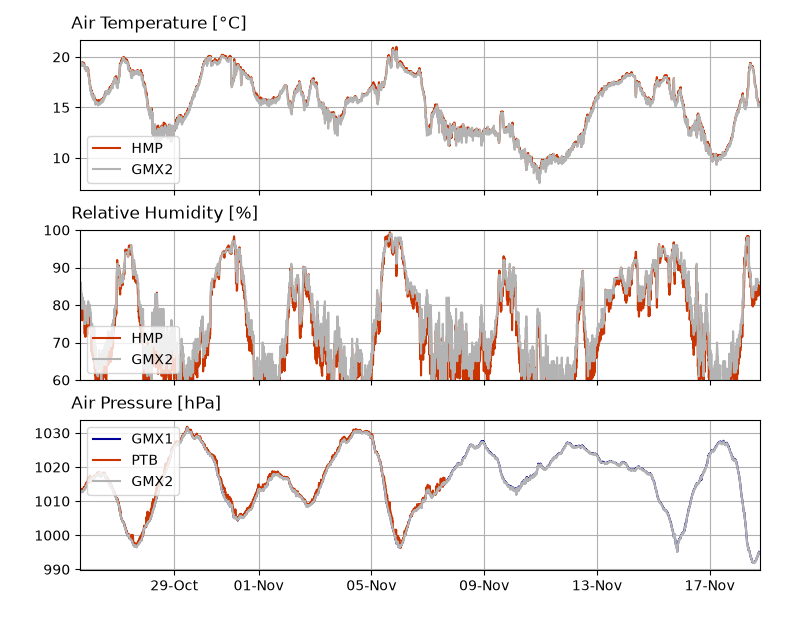 Air Temperature [°C]
20
15
10
HMP
GMX2
Relative Humidity [%]
100
90
80
70
60
HMP
GMX2
Air Pressure [hPa]
1030
1020
1010
1000
990
GMX1
PTB
GMX2
29-Oct 01-Nov 05-Nov 09-Nov 13-Nov 17-Nov